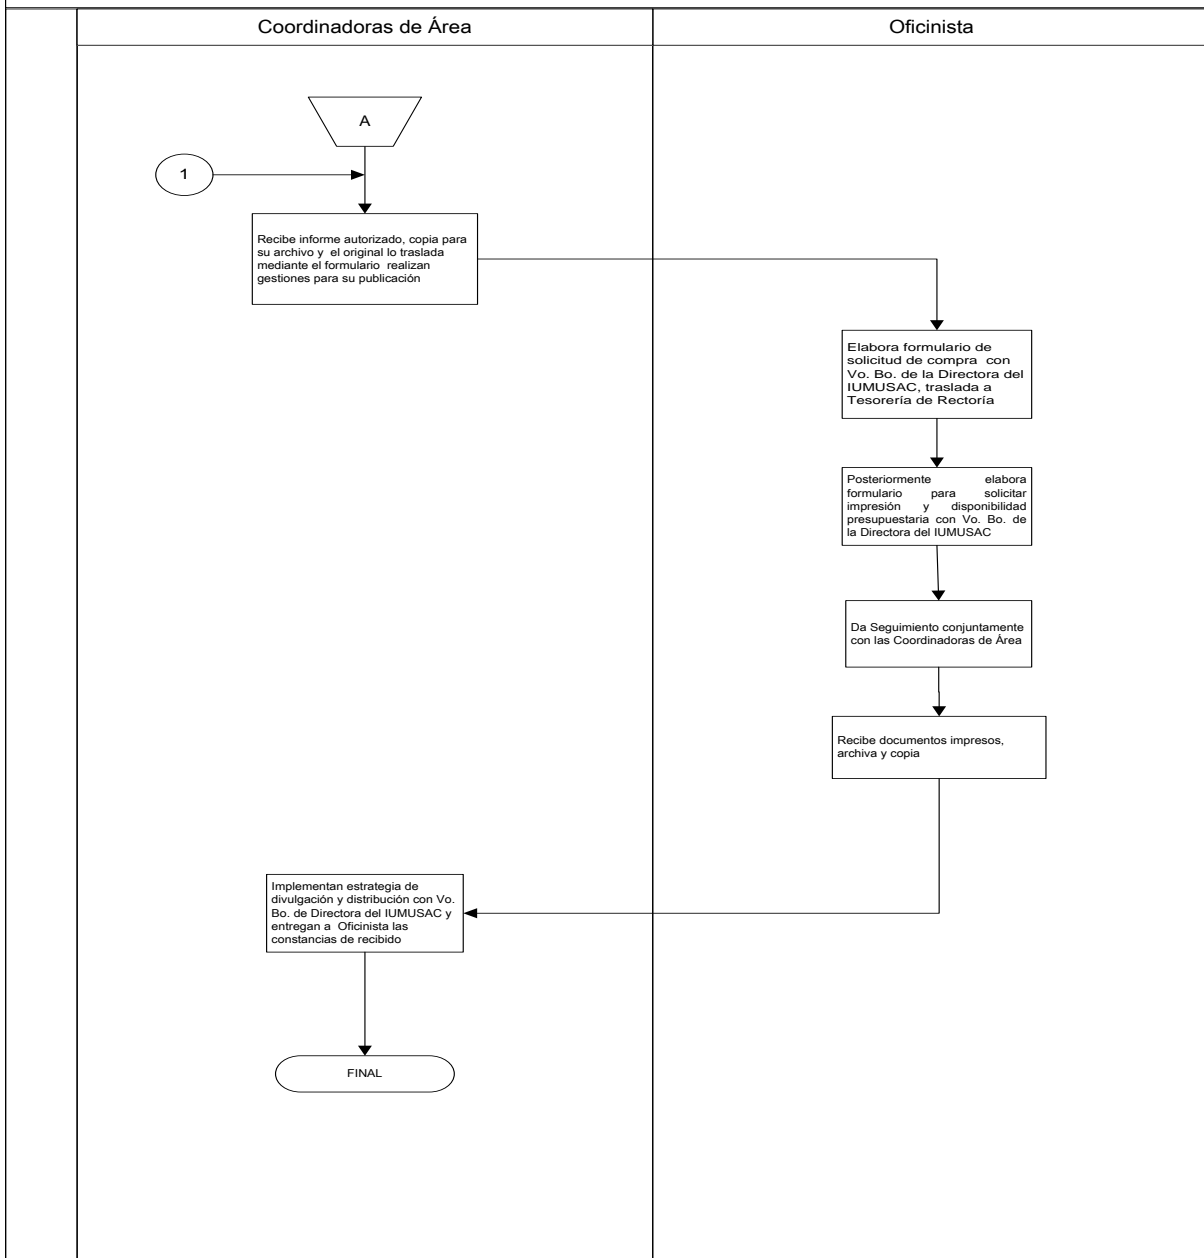 Coordinadoras de Área
Oficinista
A
1
Recibe informe autorizado, copia para
su archivo y el original lo traslada
mediante el formulario realizan
gestiones para su publicación
Elabora formulario de
solicitud de compra con
Vo. Bo. de la Directora del
IUMUSAC, traslada a
Tesorería de Rectoría
Posteriormente elabora
formulario para solicitar
impresión y disponibilidad
presupuestaria con Vo. Bo. de
la Directora del IUMUSAC
Da Seguimiento conjuntamente
con las Coordinadoras de Área
Recibe documentos impresos,
archiva y copia
Implementan estrategia de
divulgación y distribución con Vo.
Bo. de Directora del IUMUSAC y
entregan a Oficinista las
constancias de recibido
FINAL